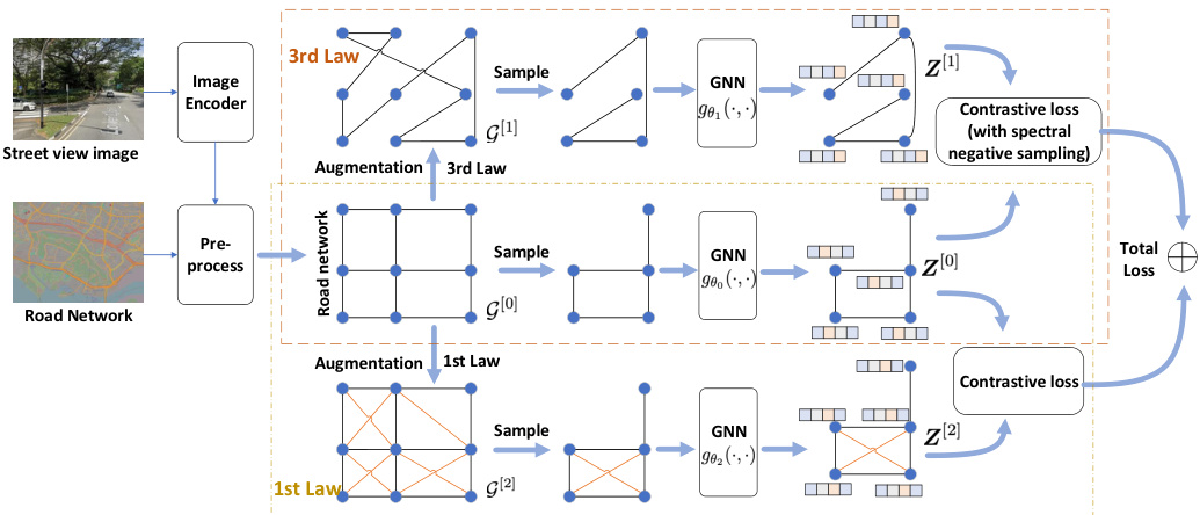 3rd Law
Image
Encoder
Street view image
Sample
GNN
$g_{\theta_1}(\cdot,\cdot)$
$\mathcal{G}^{[1]}$
$\boldsymbol{Z}^{[1]}$
Contrastive loss
(with spectral
negative sampling)
Augmentation
3rd Law
Pre-
process
Road Network
Road network
Sample
GNN
$g_{\theta_0}(\cdot,\cdot)$
$\mathcal{G}^{[0]}$
$\boldsymbol{Z}^{[0]}$
Total
Loss
Augmentation
1st Law
Sample
GNN
$g_{\theta_2}(\cdot,\cdot)$
$\mathcal{G}^{[2]}$
$\boldsymbol{Z}^{[2]}$
Contrastive loss
1st Law